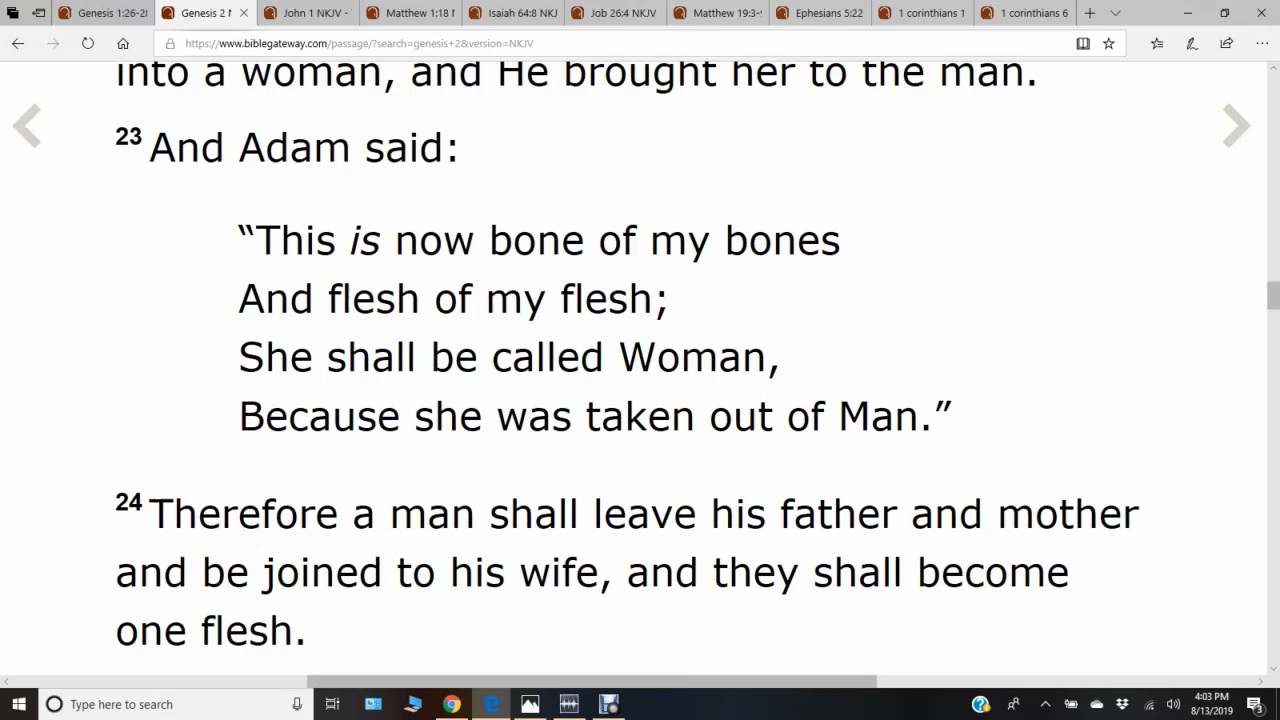 Genesis 1:26-2
Genesis 2 N
John 1 NKJV -
Matthew 1:18 N
Isaiah 64:8 NKJ
Job 26:4 NKJV
Matthew 19:3-
Ephesians 5:22
1 corinthians 1
1 corinthians 6
https://www.biblegateway.com/passage/?search=genesis+2&version=NKJV
into a woman, and He brought her to the man.
23 And Adam said:
“This is now bone of my bones
And flesh of my flesh;
She shall be called Woman,
Because she was taken out of Man.”
24 Therefore a man shall leave his father and mother
and be joined to his wife, and they shall become
one flesh.
Type here to search
4:03 PM
8/13/2019